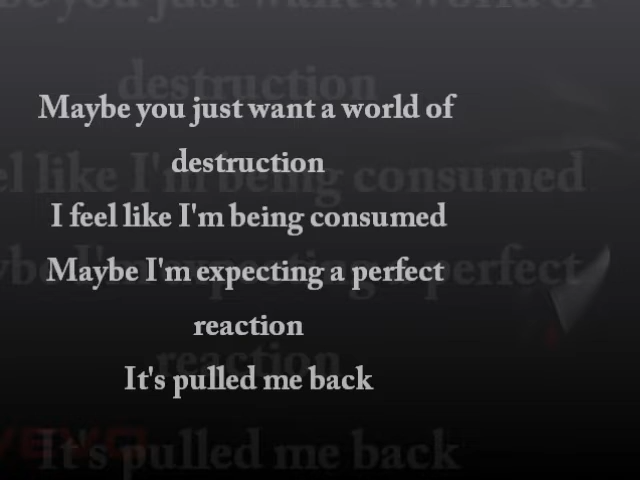 Maybe you just want a world of
destruction
I feel like I'm being consumed
Maybe I'm expecting a perfect
reaction
It's pulled me back